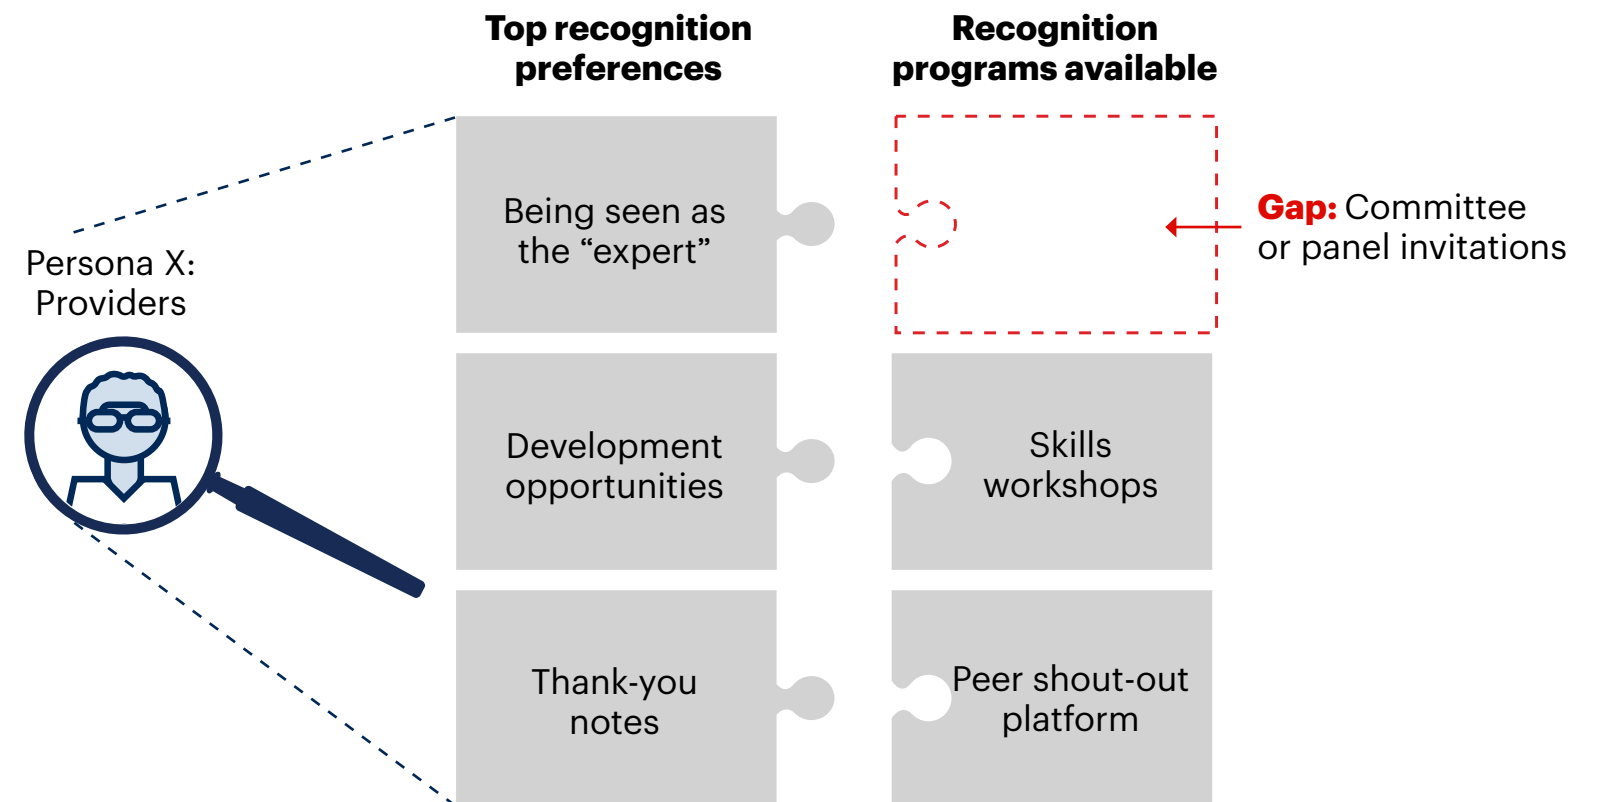 Top recognition
preferences
Recognition
programs available
Persona X:
Providers
Being seen as
the “expert”
Gap: Committee
or panel invitations
Development
opportunities
Skills
workshops
Thank-you
notes
Peer shout-out
platform